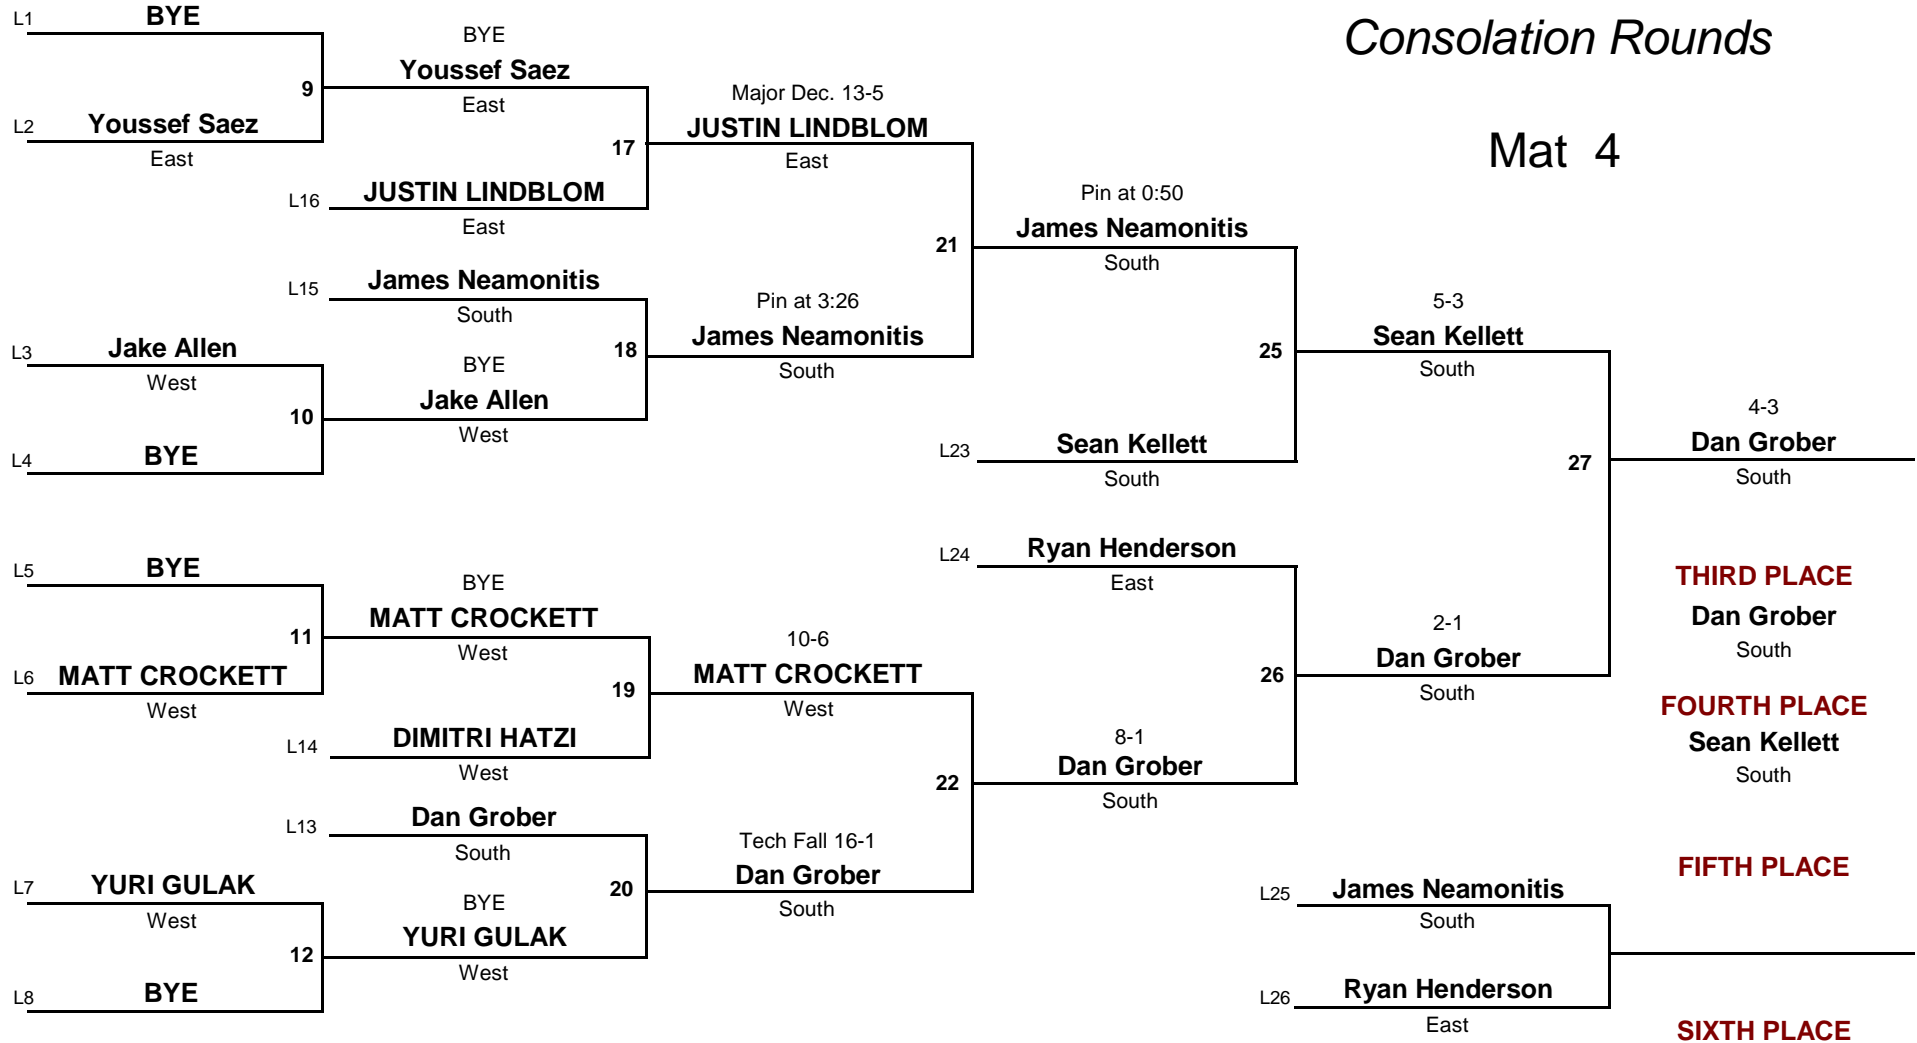 Consolation Rounds
Mat 4
L1 BYE
9
L2 Youssef Saez
East
L3 Jake Allen
West
10
L4 BYE
L5 BYE
11
L6 MATT CROCKETT
West
L7 YURI GULAK
West
12
L8 BYE
BYE
Youssef Saez
East
17
L16 JUSTIN LINDBLOM
East
L15 James Neamonitis
South
18
BYE
Jake Allen
West
BYE
MATT CROCKETT
West
19
L14 DIMITRI HATZI
West
L13 Dan Grober
South
20
BYE
YURI GULAK
West
Major Dec. 13-5
JUSTIN LINDBLOM
East
21
Pin at 3:26
James Neamonitis
South
10-6
MATT CROCKETT
West
22
Tech Fall 16-1
Dan Grober
South
Pin at 0:50
James Neamonitis
South
25
L23 Sean Kellett
South
L24 Ryan Henderson
East
26
8-1
Dan Grober
South
5-3
Sean Kellett
South
27
2-1
Dan Grober
South
4-3
Dan Grober
South
THIRD PLACE
Dan Grober
South
FOURTH PLACE
Sean Kellett
South
L25 James Neamonitis
South
L26 Ryan Henderson
East
FIFTH PLACE
SIXTH PLACE